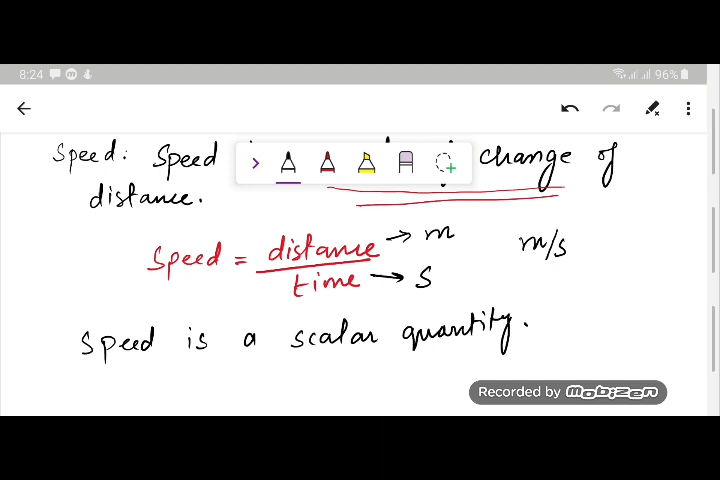 8:24 96%
Speed: Speed change of
distance.
Speed = distance → m m/s
time → S
Speed is a scalar quantity.
Recorded by mobizen